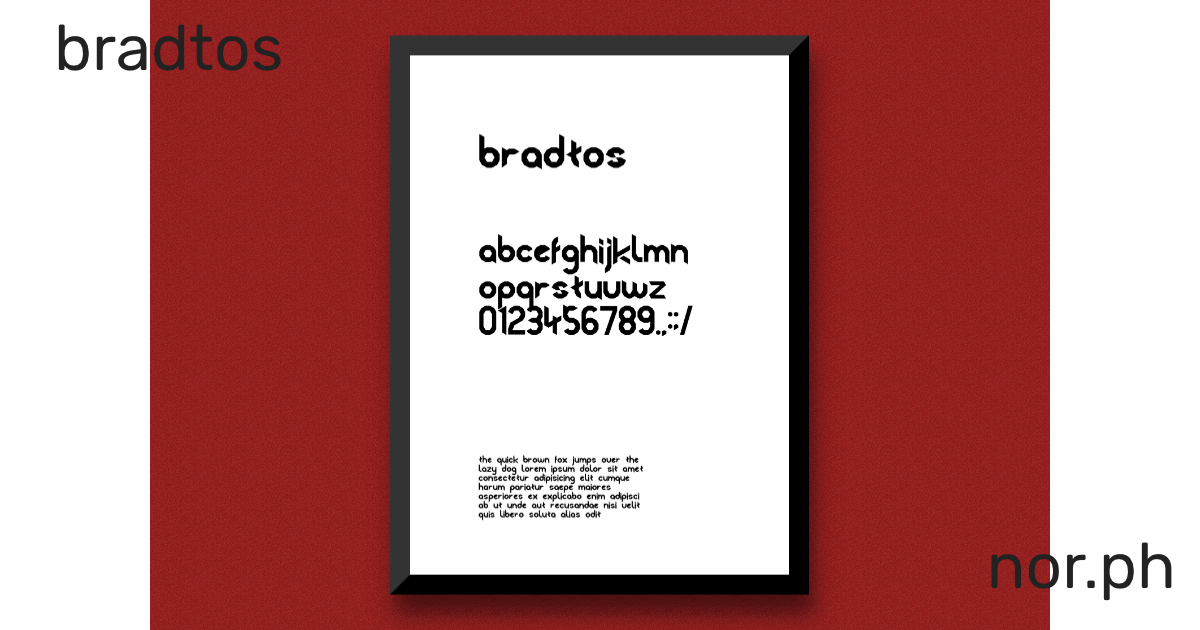 bradtos
bradtos
abcefghijklmn
opqrstuuwz
0123456789.,:;/
the quick brown fox jumps over the
lazy dog lorem ipsum dolor sit amet
consectetur adipisicing elit cumque
harum pariatur saepe maiores
asperiores ex explicabo enim adipisci
ab ut unde aut recusandae nisi velit
quis libero soluta alias odit
nor.ph